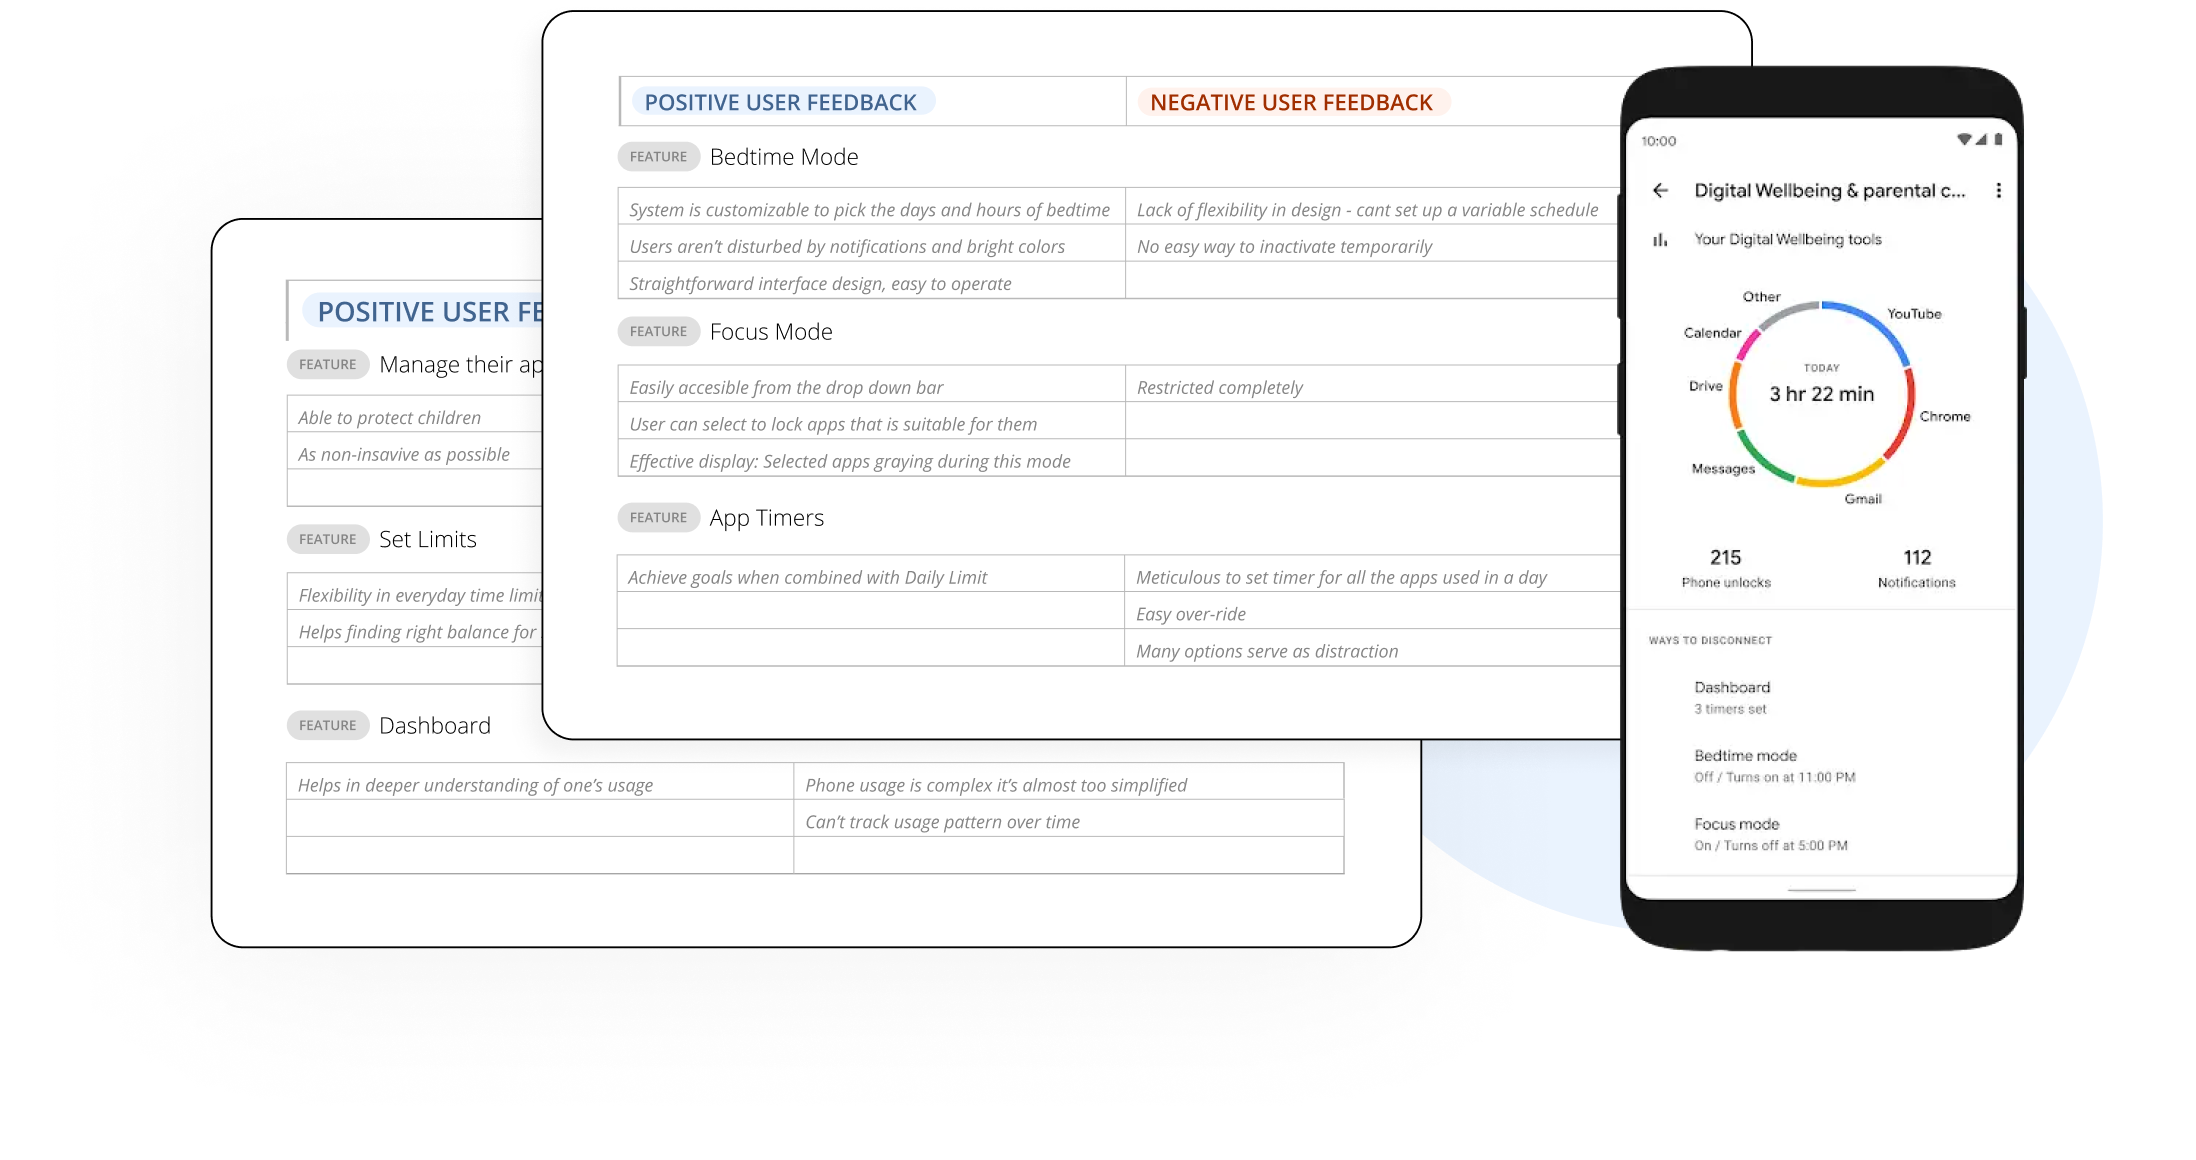 POSITIVE USER FEEDBACK
NEGATIVE USER FEEDBACK
FEATURE Bedtime Mode
System is customizable to pick the days and hours of bedtime
Lack of flexibility in design - cant set up a variable schedule
Users aren't disturbed by notifications and bright colors
No easy way to inactivate temporarily
Straightforward interface design, easy to operate
FEATURE Focus Mode
Easily accesible from the drop down bar
Restricted completely
User can select to lock apps that is suitable for them
Effective display: Selected apps graying during this mode
FEATURE App Timers
Achieve goals when combined with Daily Limit
Meticulous to set timer for all the apps used in a day
Easy over-ride
Many options serve as distraction
POSITIVE USER FE
FEATURE Manage their ap
Able to protect children
As non-insavive as possible
FEATURE Set Limits
Flexibility in everyday time limit
Helps finding right balance for
FEATURE Dashboard
Helps in deeper understanding of one's usage
Phone usage is complex it's almost too simplified
Can't track usage pattern over time
10:00
Digital Wellbeing & parental c...
Your Digital Wellbeing tools
Other
YouTube
Calendar
TODAY
Drive
3 hr 22 min
Chrome
Messages
Gmail
215
Phone unlocks
112
Notifications
WAYS TO DISCONNECT
Dashboard
3 timers set
Bedtime mode
Off / Turns on at 11:00 PM
Focus mode
On / Turns off at 5:00 PM